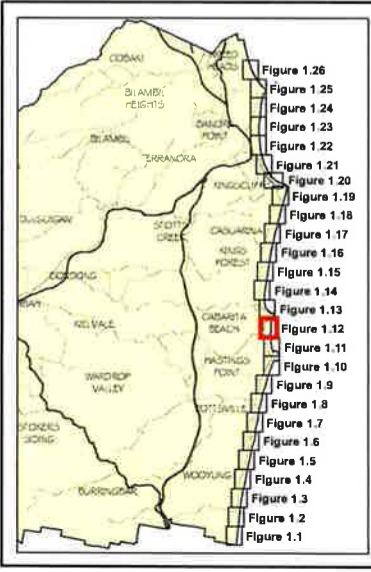 COBAKI
Figure 1.26
BILAMBIL
HEIGHTS
Figure 1.25
Figure 1.24
BANORA
POINT
Figure 1.23
BILAMBIL
Figure 1.22
TERRANORA
Figure 1.21
KINGSCLIFF
Figure 1.20
Figure 1.19
DULGUIGAN
Figure 1.18
STOTTS
CREEK
CASUARINA
Figure 1.17
KINGS
FOREST
Figure 1.16
CONDONG
Figure 1.15
Figure 1.14
Figure 1.13
CABARITA
BEACH
NIELVALE
Figure 1.12
Figure 1.11
HASTINGS
POINT
Figure 1.10
WARDROP
VALLEY
Figure 1.9
POTTSVILLE
Figure 1.8
Figure 1.7
STOKERS
SIDING
Figure 1.6
Figure 1.5
WOOYUNG
Figure 1.4
BURRINGBAR
Figure 1.3
Figure 1.2
Figure 1.1